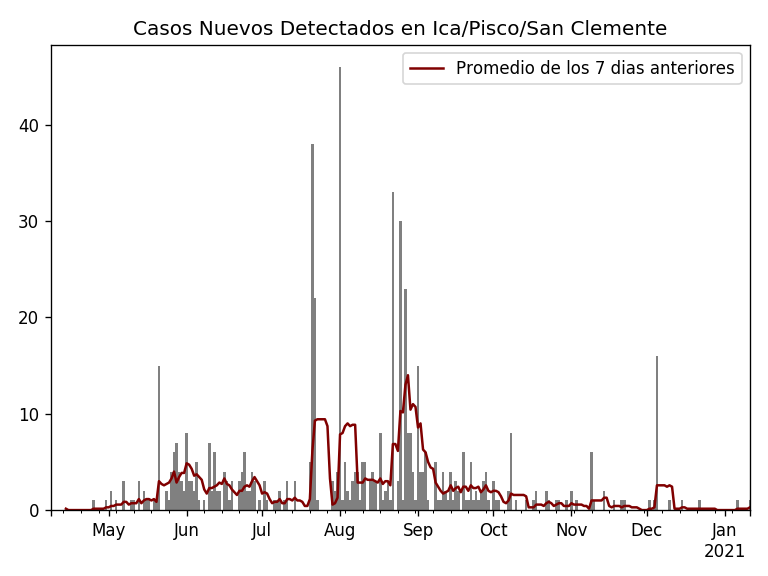 Casos Nuevos Detectados en Ica/Pisco/San Clemente
Promedio de los 7 dias anteriores
40
30
20
10
0
May Jun Jul Aug Sep Oct Nov Dec Jan
2021